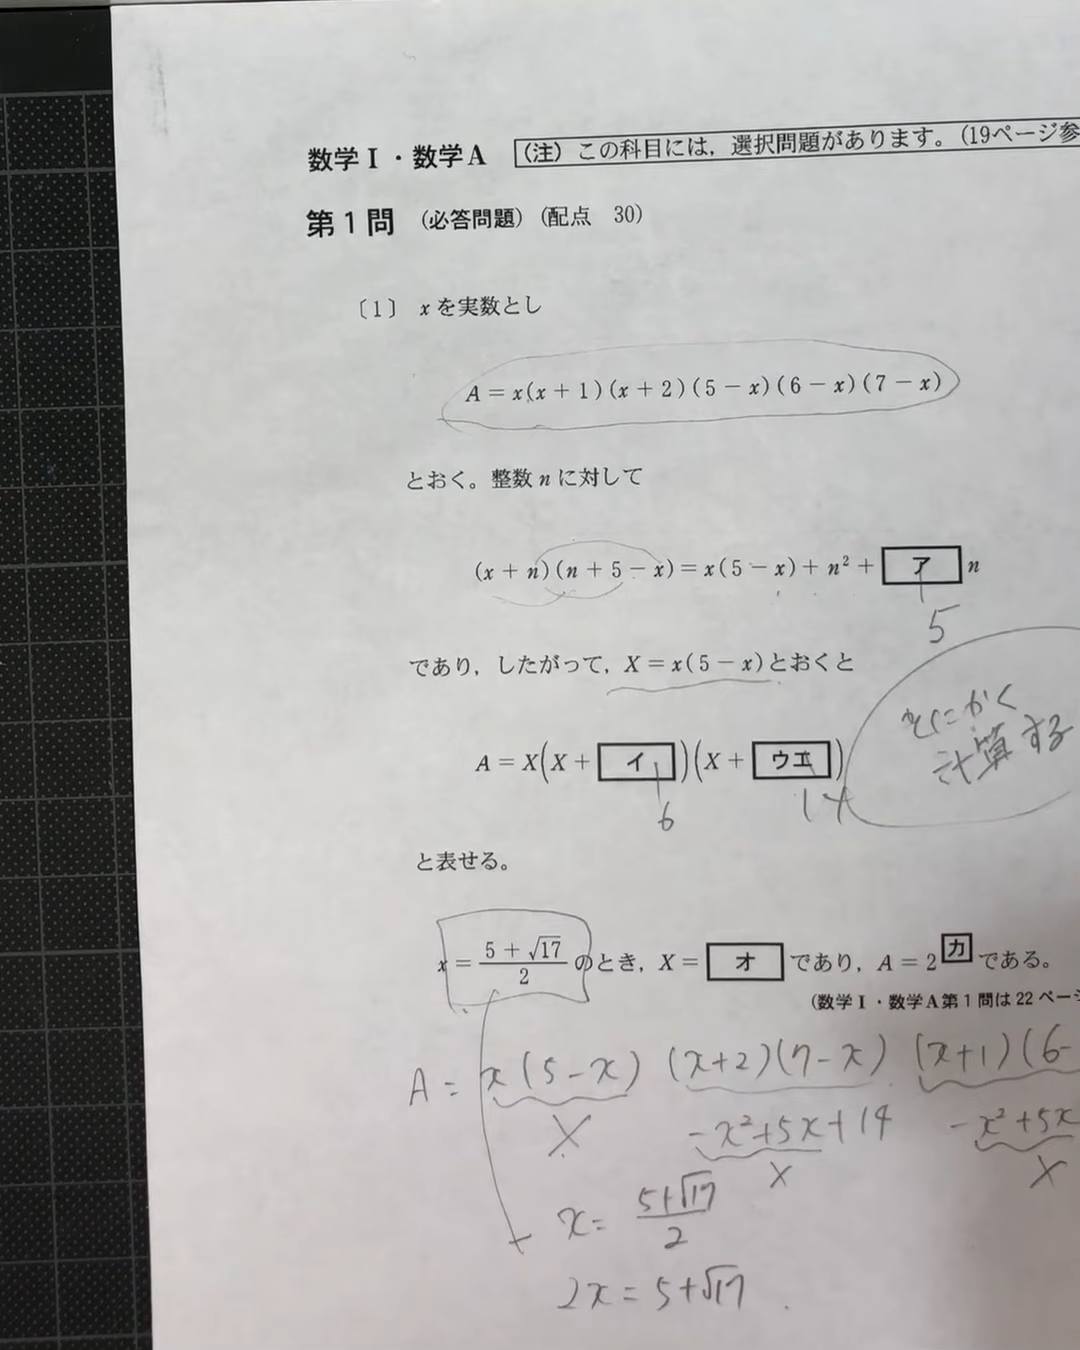 数学Ⅰ・数学A (注) この科目には，選択問題があります。(19ページ参
第1問 (必答問題) (配点 30)
〔1〕 xを実数とし
A = x(x + 1)(x + 2)(5 − x)(6 − x)(7 − x)
とおく。整数nに対して
(x + n)(n + 5 − x) = x(5 − x) + n² + ア n
5
であり，したがって，X = x(5 − x)とおくと
とにかく
計算する
A = X(X + イ)(X + ウエ)
6 14
と表せる。
x = (5 + √17)/2 のとき，X = オ であり，A = 2^カ である。
(数学Ⅰ・数学A第1問は22ペー
A = x(5−x) (x+2)(7−x) (x+1)(6−
X −x²+5x+14 −x²+5x
X X
x = (5+√17)/2
2x = 5+√17